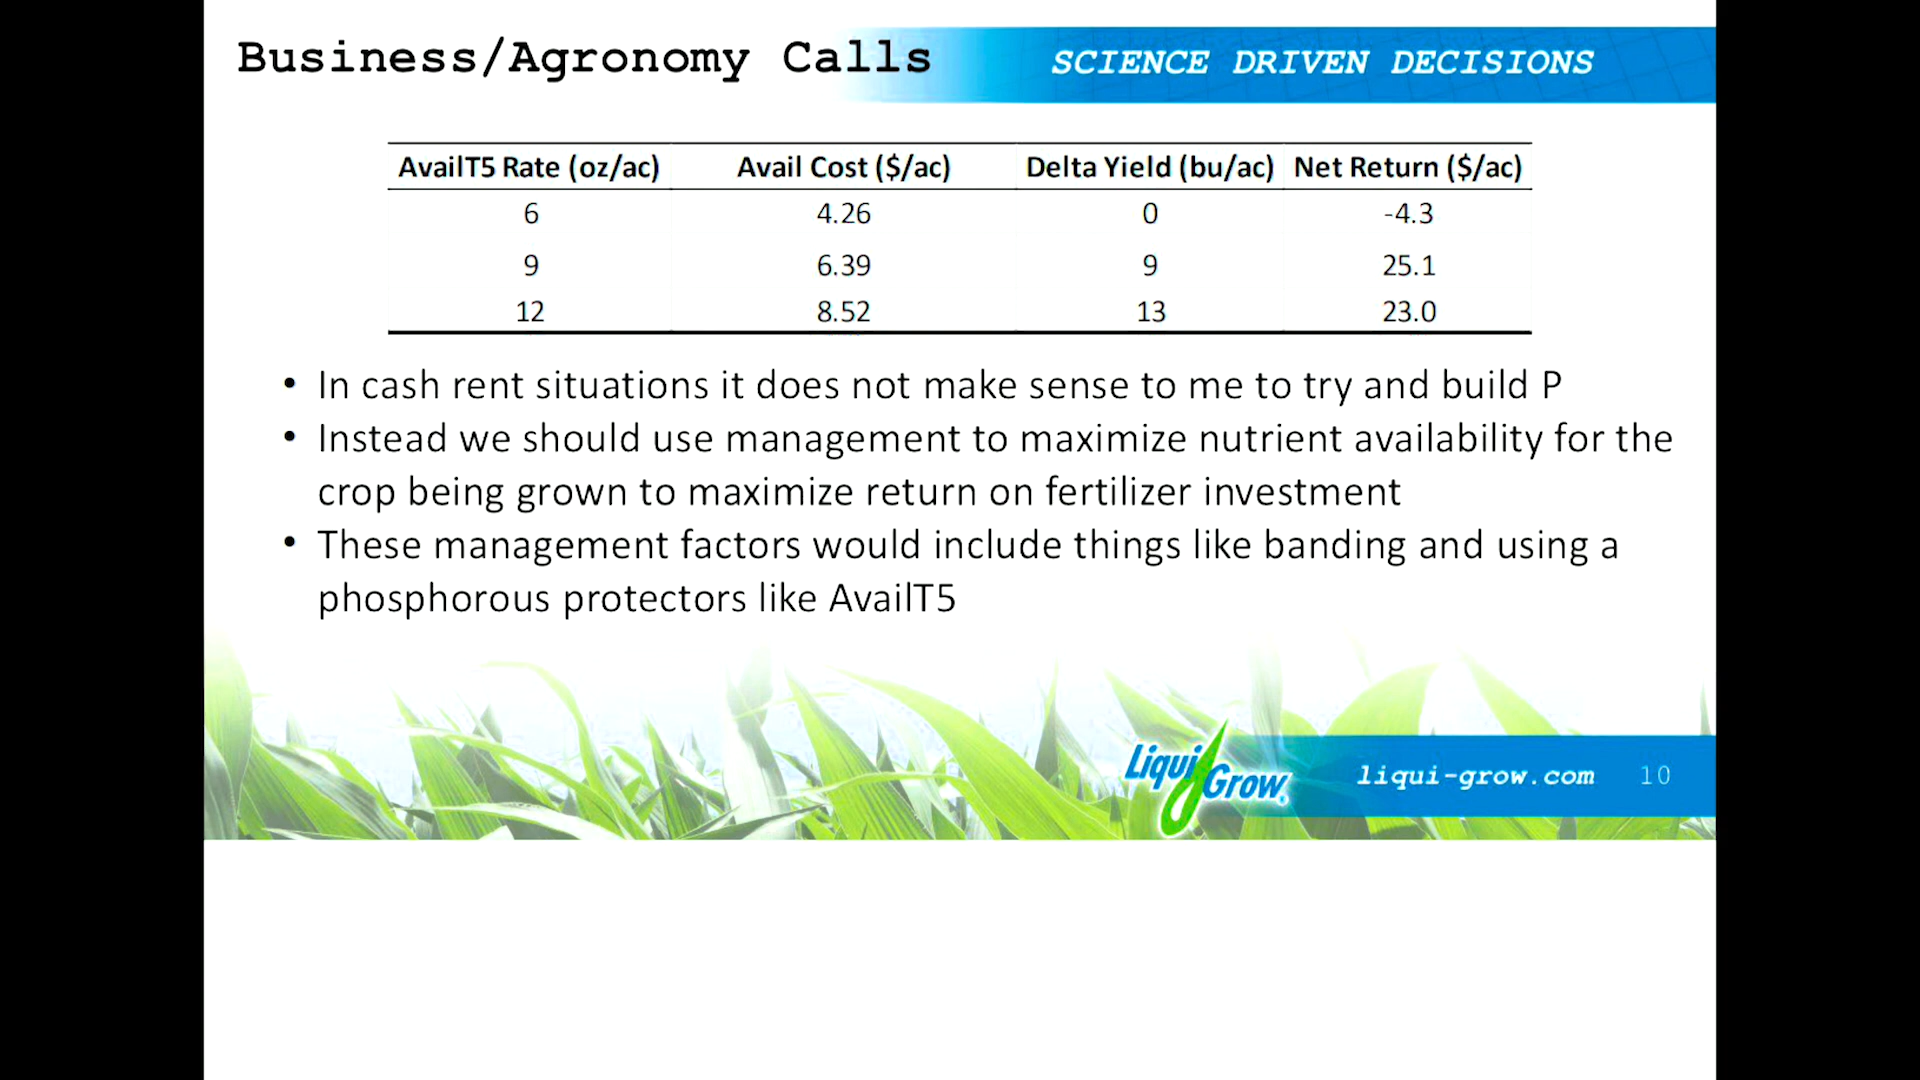 Business/Agronomy Calls
SCIENCE DRIVEN DECISIONS
AvailT5 Rate (oz/ac) Avail Cost ($/ac) Delta Yield (bu/ac) Net Return ($/ac)
6 4.26 0 -4.3
9 6.39 9 25.1
12 8.52 13 23.0
• In cash rent situations it does not make sense to me to try and build P
• Instead we should use management to maximize nutrient availability for the
crop being grown to maximize return on fertilizer investment
• These management factors would include things like banding and using a
phosphorous protectors like AvailT5
Liqui Grow
liqui-grow.com 10